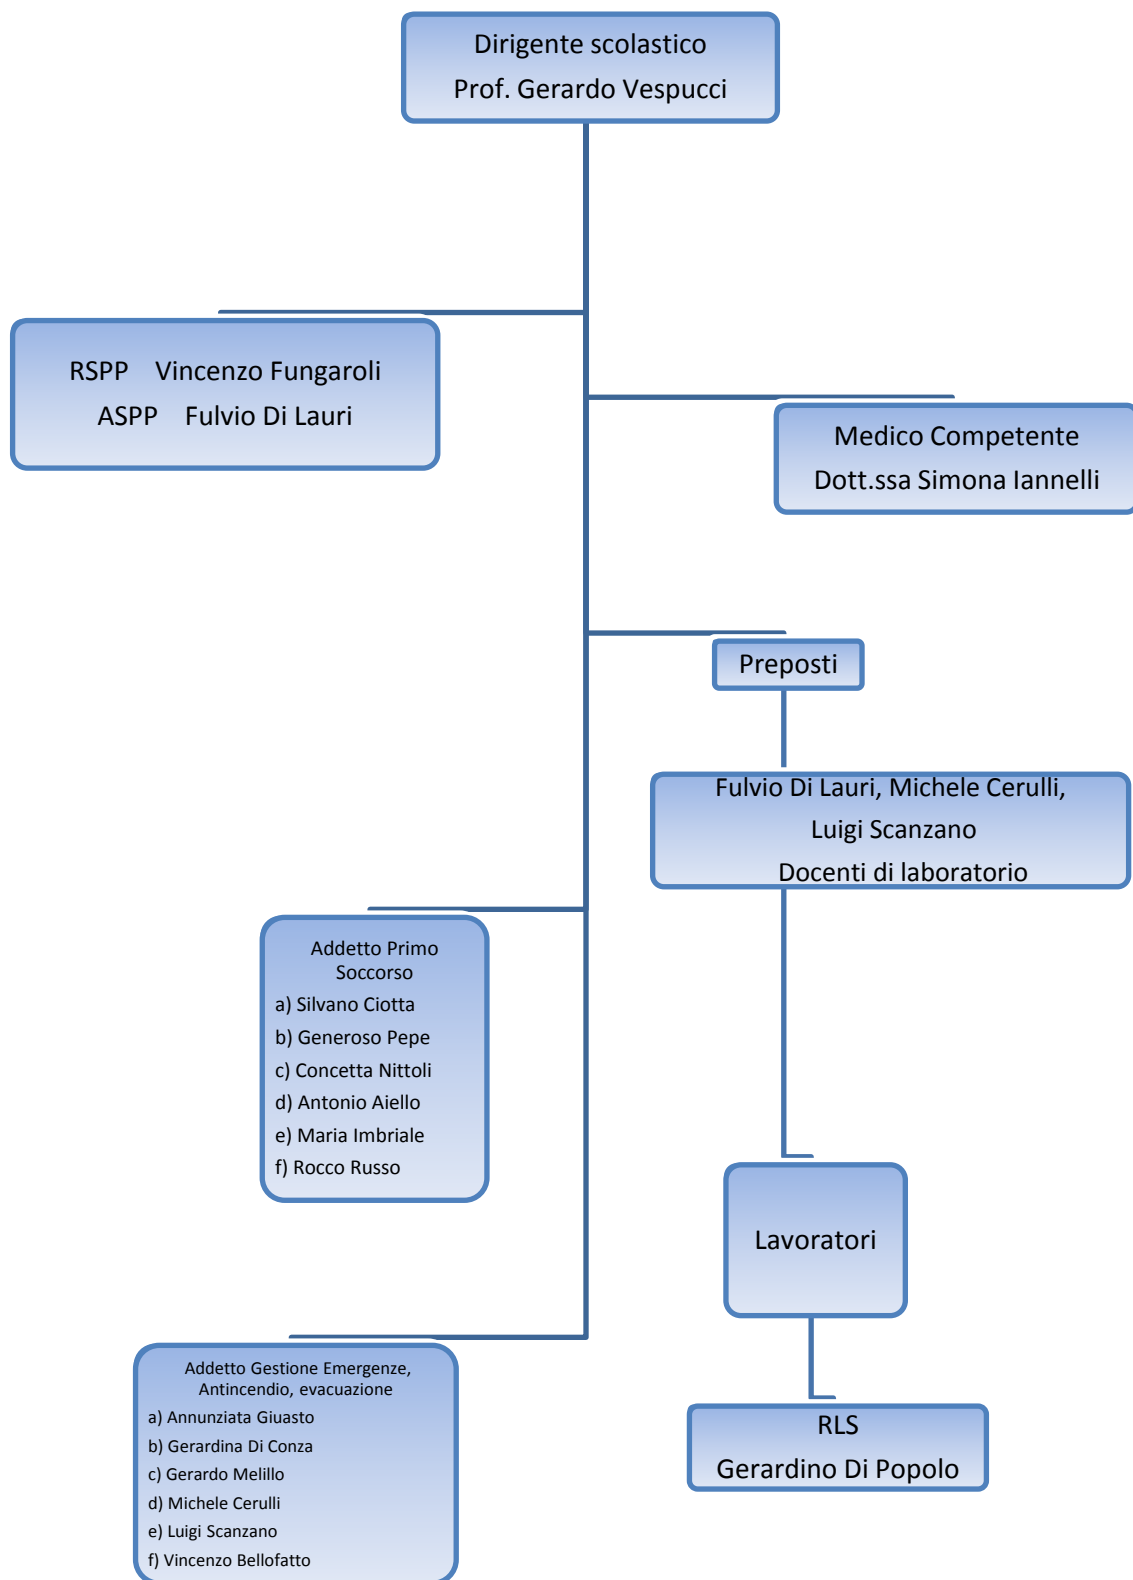 Dirigente scolastico
Prof. Gerardo Vespucci
RSPP Vincenzo Fungaroli
ASPP Fulvio Di Lauri
Medico Competente
Dott.ssa Simona Iannelli
Preposti
Fulvio Di Lauri, Michele Cerulli,
Luigi Scanzano
Docenti di laboratorio
Addetto Primo
Soccorso
a) Silvano Ciotta
b) Generoso Pepe
c) Concetta Nittoli
d) Antonio Aiello
e) Maria Imbriale
f) Rocco Russo
Lavoratori
Addetto Gestione Emergenze,
Antincendio, evacuazione
a) Annunziata Giuasto
b) Gerardina Di Conza
c) Gerardo Melillo
d) Michele Cerulli
e) Luigi Scanzano
f) Vincenzo Bellofatto
RLS
Gerardino Di Popolo